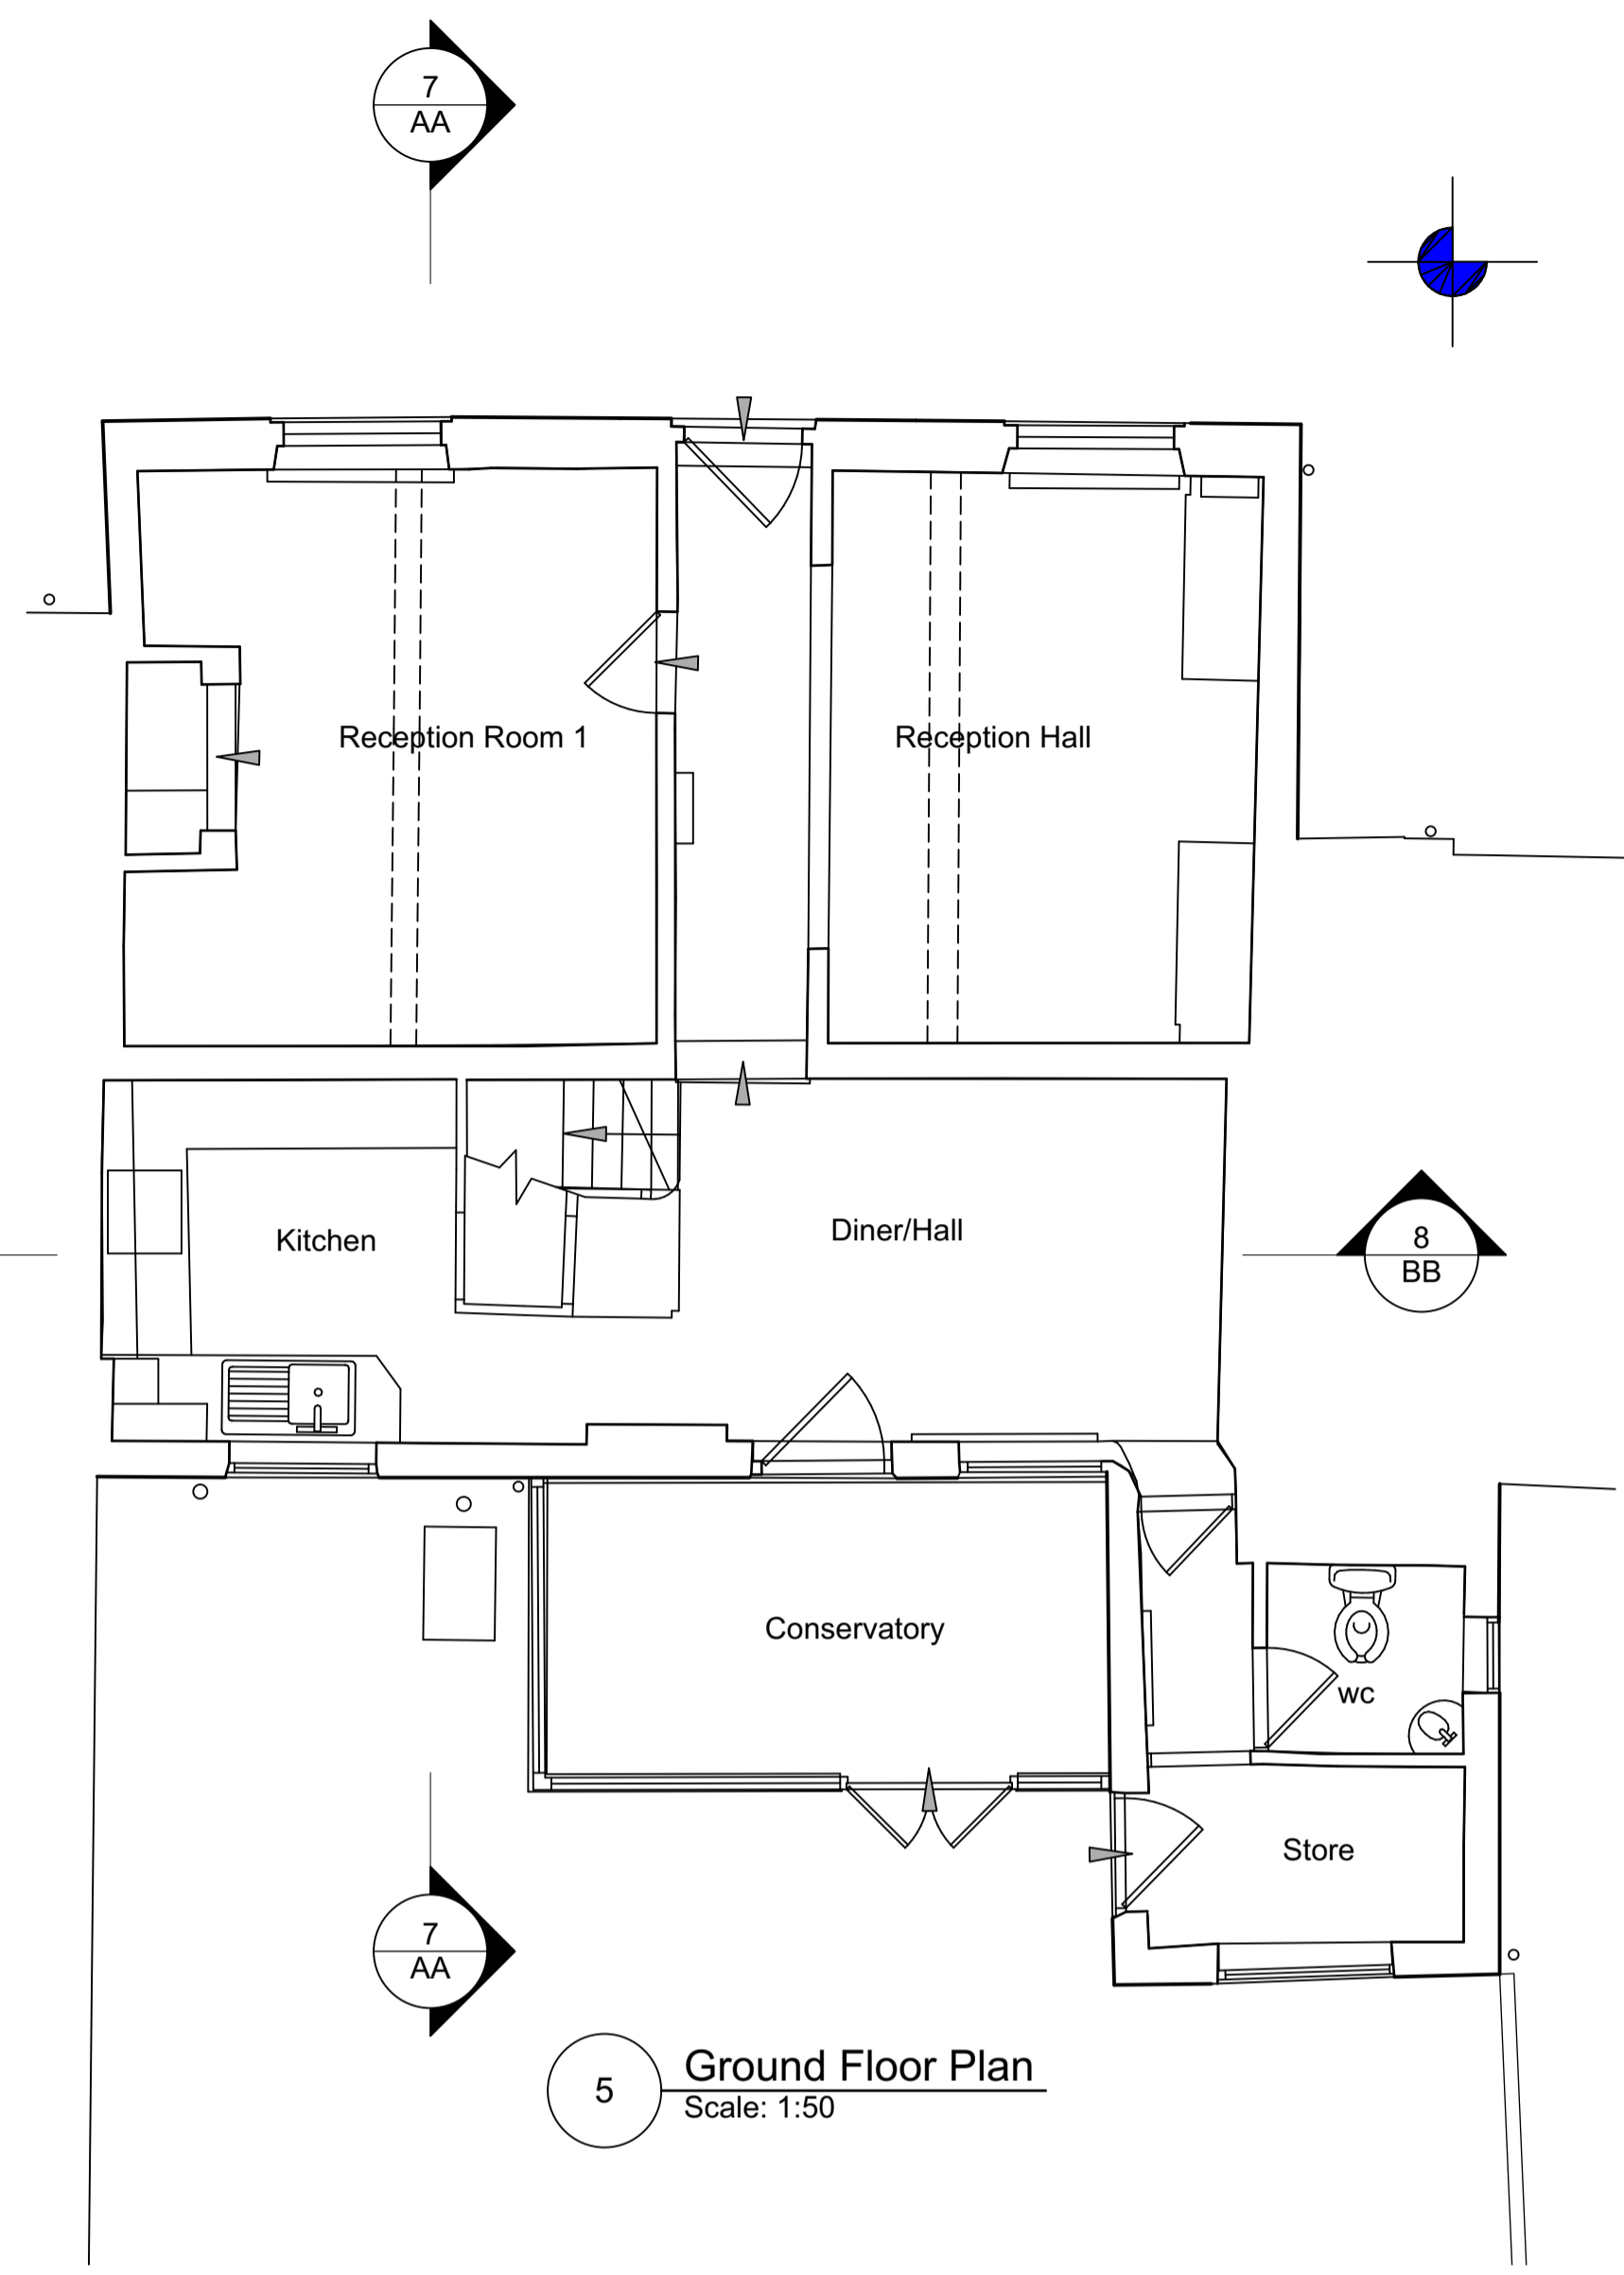 7
AA
Reception Room 1
Reception Hall
Kitchen
Diner/Hall
8
BB
Conservatory
wc
Store
7
AA
5
Ground Floor Plan
Scale: 1:50